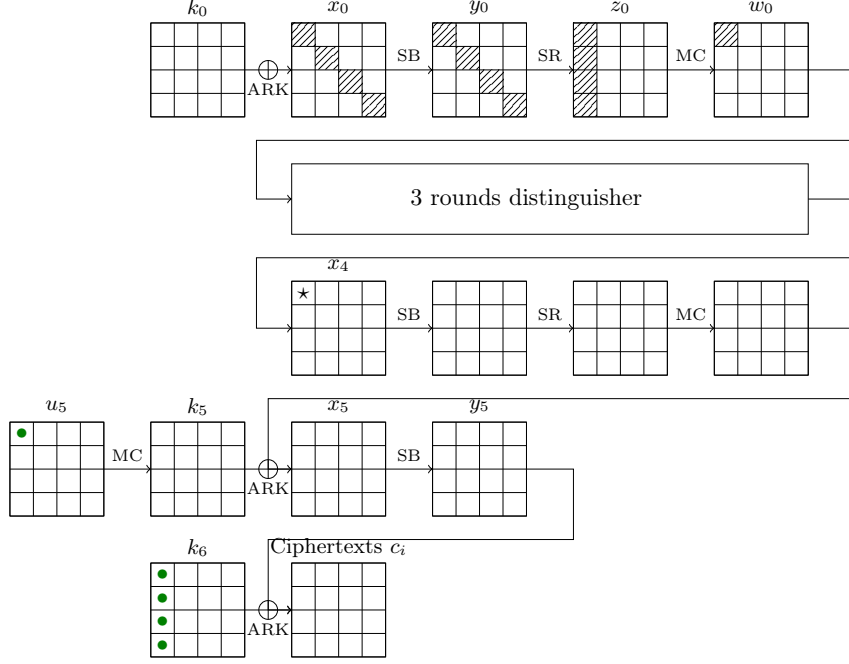 k0 x0 y0 z0 w0
SB SR MC
ARK
3 rounds distinguisher
x4
⋆
SB SR MC
u5 k5 x5 y5
MC SB
ARK
k6 Ciphertexts ci
ARK